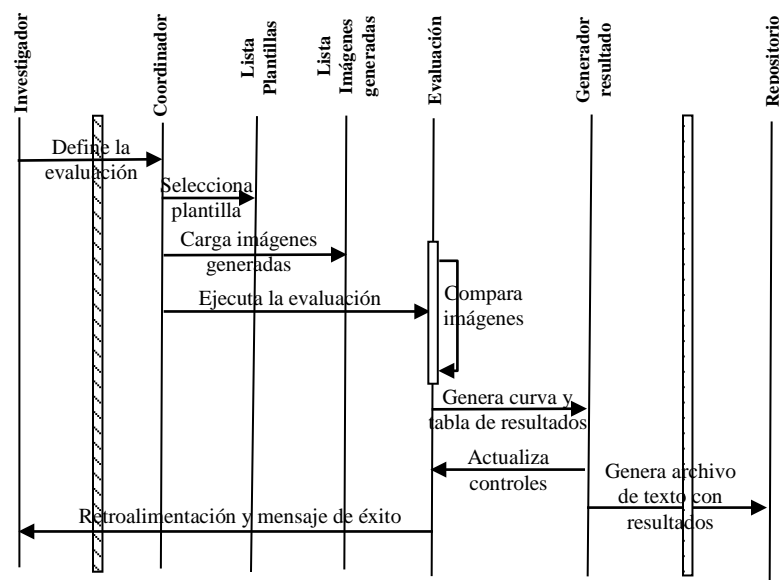 Investigador
Coordinador
Lista
Plantillas
Lista
Imágenes
generadas
Evaluación
Generador
resultado
Repositorio
Define la
evaluación
Selecciona
plantilla
Carga imágenes
generadas
Ejecuta la evaluación
Compara
imágenes
Genera curva y
tabla de resultados
Actualiza
controles
Genera archivo
de texto con
resultados
Retroalimentación y mensaje de éxito